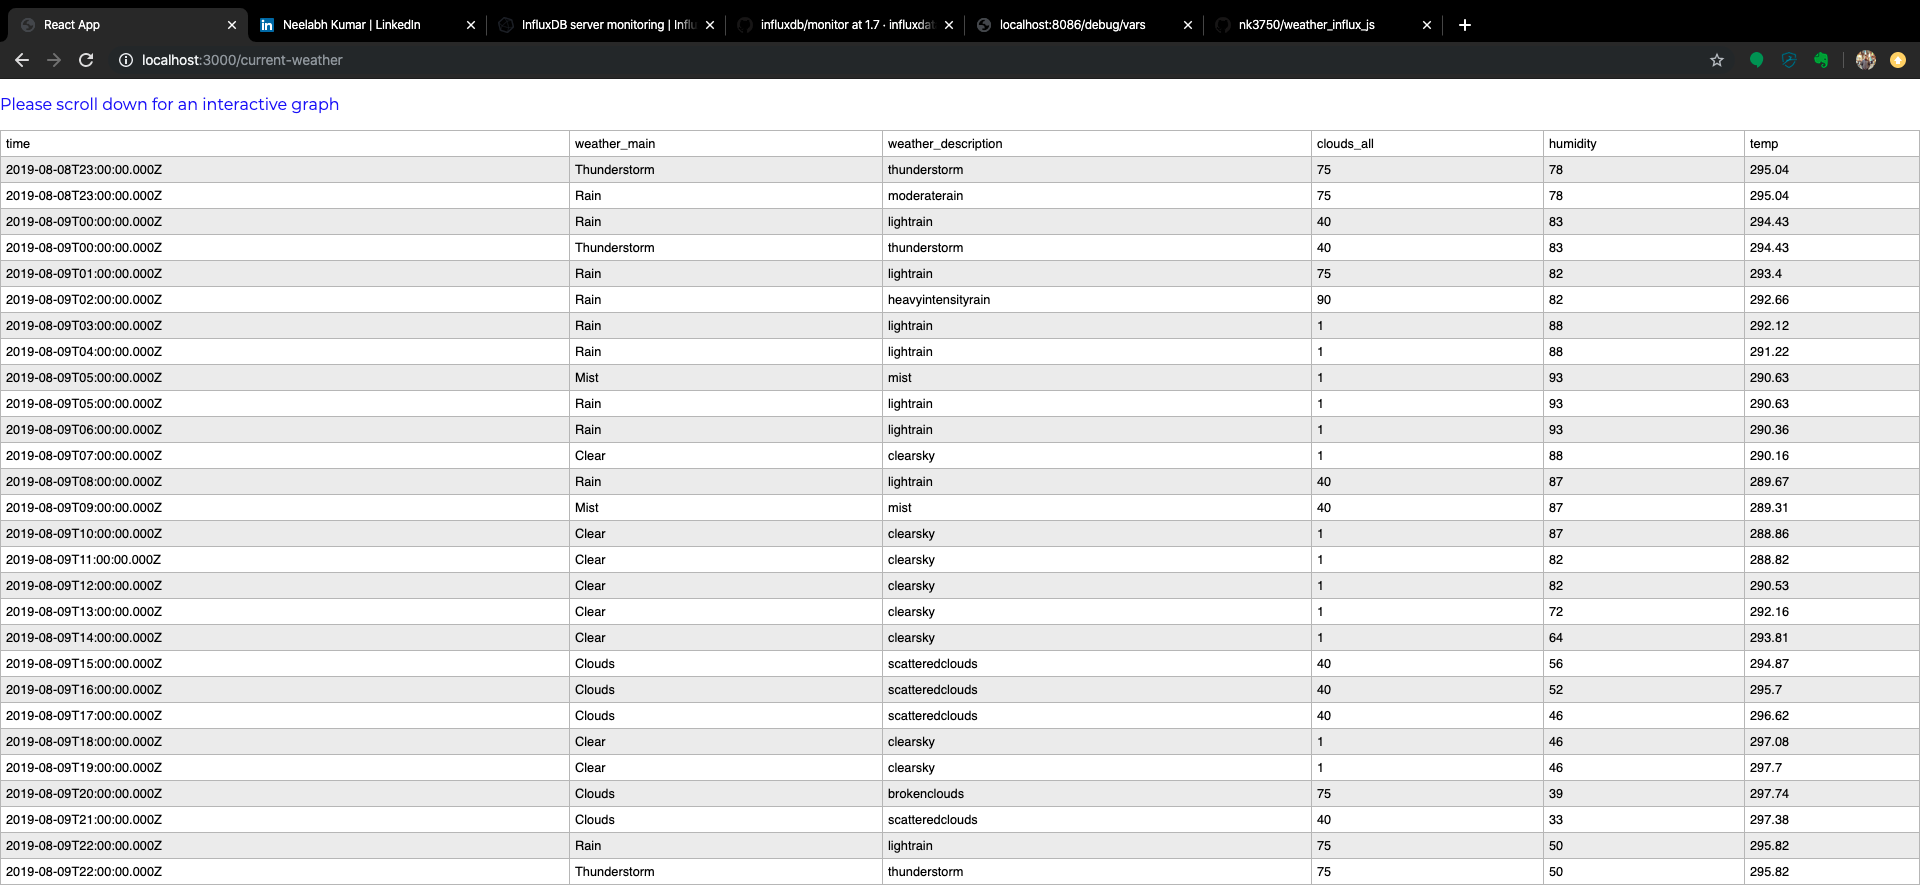 React App Neelabh Kumar | LinkedIn InfluxDB server monitoring | Influ influxdb/monitor at 1.7 · influxdat localhost:8086/debug/vars nk3750/weather_influx_js
localhost:3000/current-weather
Please scroll down for an interactive graph
time weather_main weather_description clouds_all humidity temp
2019-08-08T23:00:00.000Z Thunderstorm thunderstorm 75 78 295.04
2019-08-08T23:00:00.000Z Rain moderaterain 75 78 295.04
2019-08-09T00:00:00.000Z Rain lightrain 40 83 294.43
2019-08-09T00:00:00.000Z Thunderstorm thunderstorm 40 83 294.43
2019-08-09T01:00:00.000Z Rain lightrain 75 82 293.4
2019-08-09T02:00:00.000Z Rain heavyintensityrain 90 82 292.66
2019-08-09T03:00:00.000Z Rain lightrain 1 88 292.12
2019-08-09T04:00:00.000Z Rain lightrain 1 88 291.22
2019-08-09T05:00:00.000Z Mist mist 1 93 290.63
2019-08-09T05:00:00.000Z Rain lightrain 1 93 290.63
2019-08-09T06:00:00.000Z Rain lightrain 1 93 290.36
2019-08-09T07:00:00.000Z Clear clearsky 1 88 290.16
2019-08-09T08:00:00.000Z Rain lightrain 40 87 289.67
2019-08-09T09:00:00.000Z Mist mist 40 87 289.31
2019-08-09T10:00:00.000Z Clear clearsky 1 87 288.86
2019-08-09T11:00:00.000Z Clear clearsky 1 82 288.82
2019-08-09T12:00:00.000Z Clear clearsky 1 82 290.53
2019-08-09T13:00:00.000Z Clear clearsky 1 72 292.16
2019-08-09T14:00:00.000Z Clear clearsky 1 64 293.81
2019-08-09T15:00:00.000Z Clouds scatteredclouds 40 56 294.87
2019-08-09T16:00:00.000Z Clouds scatteredclouds 40 52 295.7
2019-08-09T17:00:00.000Z Clouds scatteredclouds 40 46 296.62
2019-08-09T18:00:00.000Z Clear clearsky 1 46 297.08
2019-08-09T19:00:00.000Z Clear clearsky 1 46 297.7
2019-08-09T20:00:00.000Z Clouds brokenclouds 75 39 297.74
2019-08-09T21:00:00.000Z Clouds scatteredclouds 40 33 297.38
2019-08-09T22:00:00.000Z Rain lightrain 75 50 295.82
2019-08-09T22:00:00.000Z Thunderstorm thunderstorm 75 50 295.82